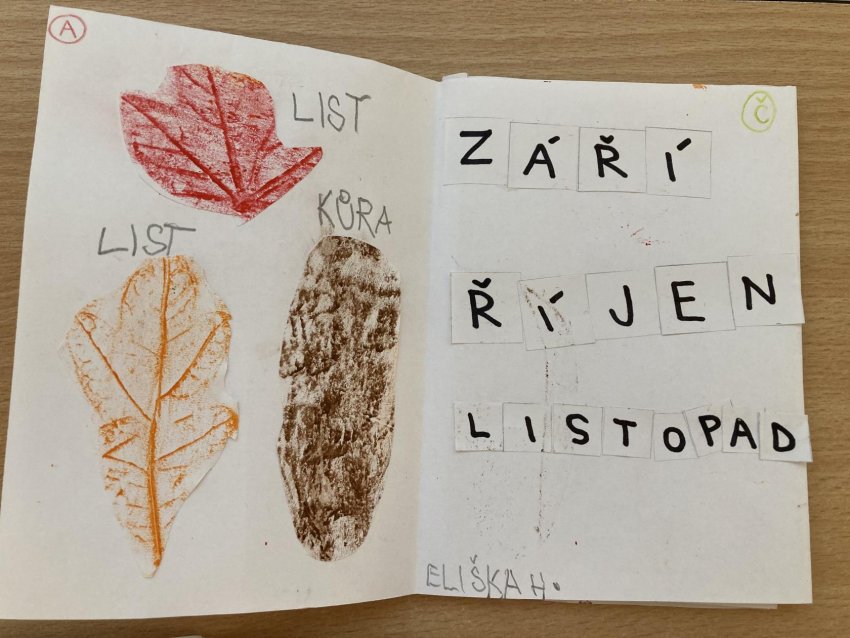 A
LIST
KŮRA
LIST
Č
ZÁŘÍ
ŘÍJEN
LISTOPAD
ELIŠKA H.